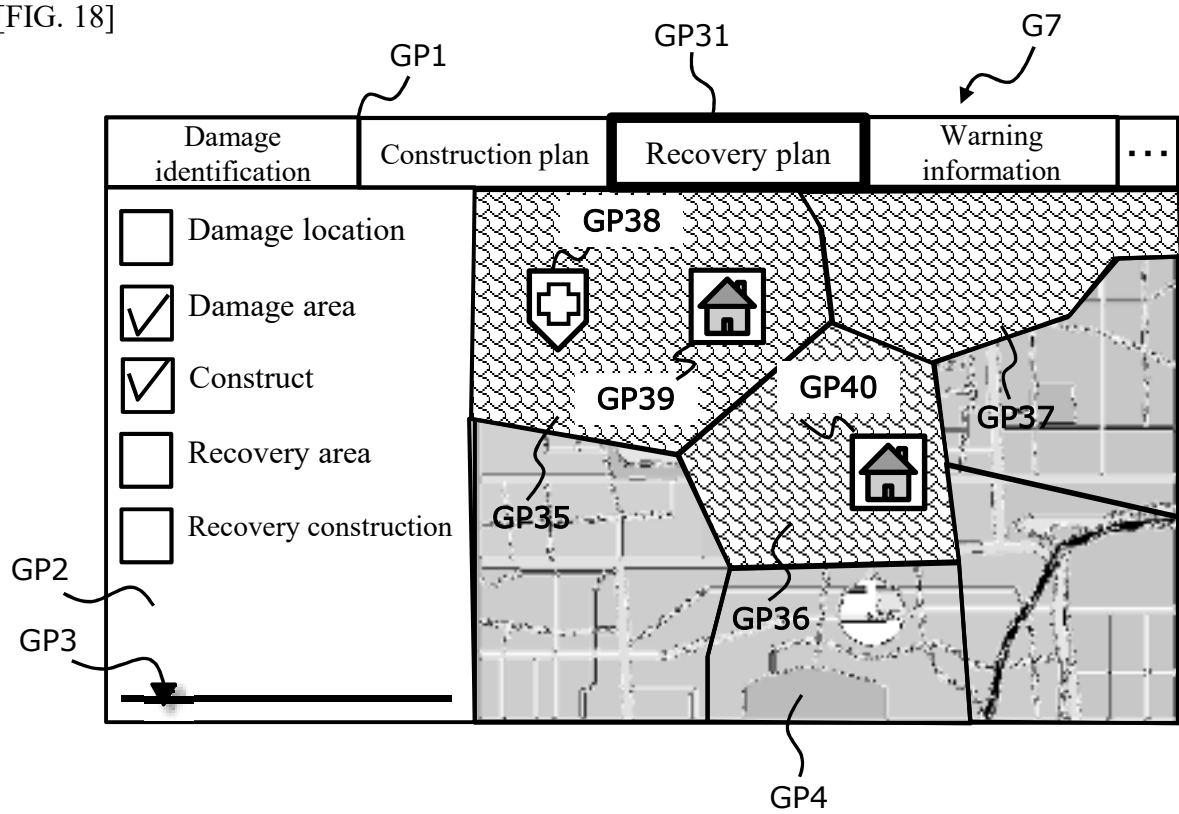 [FIG. 18]
G7
GP31
GP1
Damage
identification
Construction plan
Recovery plan
Warning
information
...
Damage location
Damage area
Construct
Recovery area
Recovery construction
GP38
GP39
GP40
GP37
GP35
GP36
GP2
GP3
GP4